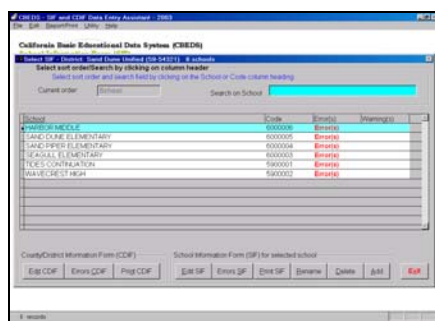 CBEDS - SIF and CDIF Data Entry Assistant - 2003
File Edit Report/Print Utility Help
California Basic Educational Data System (CBEDS)
Select SIF - District: Sand Dune Unified (58-54321) 6 schools
Select sort order/Search by clicking on column header
Select sort order and search field by clicking on the School or Code column heading
Current order: School Search on School
School Code Error(s) Warning(s)
HARBOR MIDDLE 6000006 Error(s)
SAND DUNE ELEMENTARY 6000005 Error(s)
SAND PIPER ELEMENTARY 6000004 Error(s)
SEAGULL ELEMENTARY 6000003 Error(s)
TIDES CONTINUATION 5900001 Error(s)
WAVECREST HIGH 5900002 Error(s)
County/District Information Form (CDIF) School Information Form (SIF) for selected school
Edit CDIF Errors CDIF Print CDIF Edit SIF Errors SIF Print SIF Rename Delete Add Exit
6 records